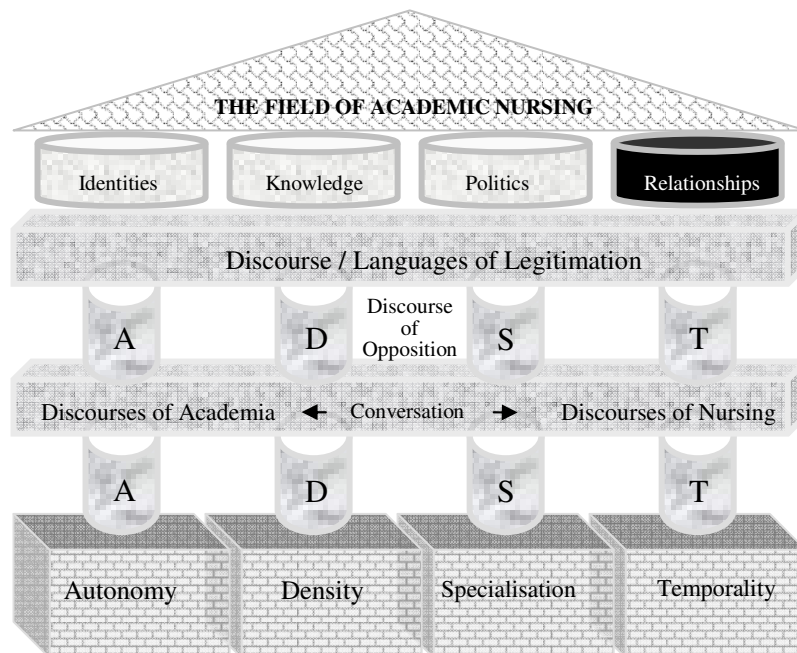 THE FIELD OF ACADEMIC NURSING
Identities
Knowledge
Politics
Relationships
Discourse / Languages of Legitimation
A
D
Discourse
of
Opposition
S
T
Discourses of Academia
Conversation
Discourses of Nursing
A
D
S
T
Autonomy
Density
Specialisation
Temporality